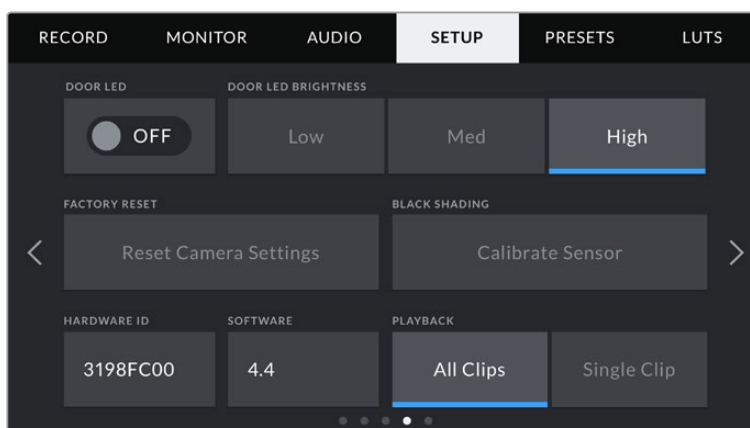 RECORD MONITOR AUDIO SETUP PRESETS LUTS
DOOR LED DOOR LED BRIGHTNESS
OFF Low Med High
FACTORY RESET BLACK SHADING
Reset Camera Settings Calibrate Sensor
HARDWARE ID SOFTWARE PLAYBACK
3198FC00 4.4 All Clips Single Clip